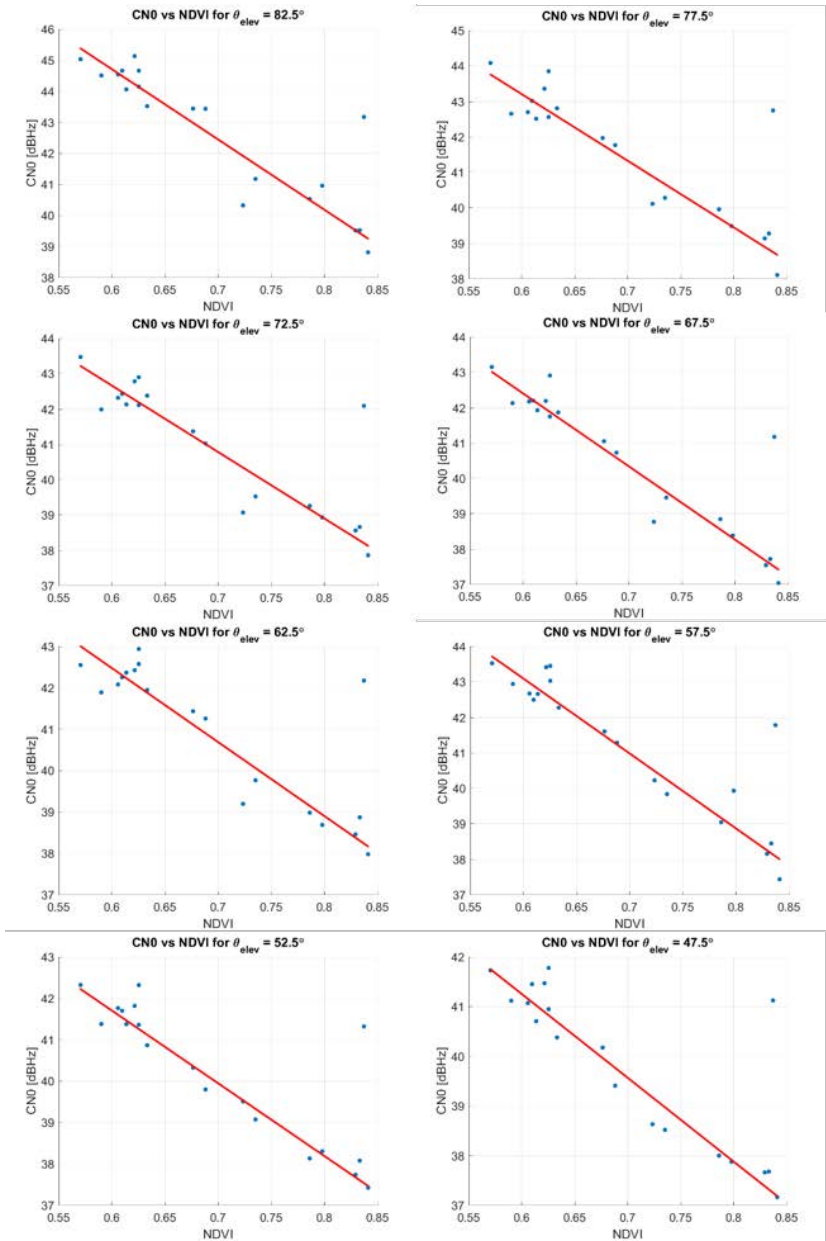 CN0 vs NDVI for θelev = 82.5°
46
45
44
43
42
41
40
39
38
CN0 [dBHz]
0.55 0.6 0.65 0.7 0.75 0.8 0.85
NDVI
CN0 vs NDVI for θelev = 77.5°
45
44
43
42
41
40
39
38
CN0 [dBHz]
0.55 0.6 0.65 0.7 0.75 0.8 0.85
NDVI
CN0 vs NDVI for θelev = 72.5°
44
43
42
41
40
39
38
37
CN0 [dBHz]
0.55 0.6 0.65 0.7 0.75 0.8 0.85
NDVI
CN0 vs NDVI for θelev = 67.5°
44
43
42
41
40
39
38
37
CN0 [dBHz]
0.55 0.6 0.65 0.7 0.75 0.8 0.85
NDVI
CN0 vs NDVI for θelev = 62.5°
43
42
41
40
39
38
37
CN0 [dBHz]
0.55 0.6 0.65 0.7 0.75 0.8 0.85
NDVI
CN0 vs NDVI for θelev = 57.5°
44
43
42
41
40
39
38
37
CN0 [dBHz]
0.55 0.6 0.65 0.7 0.75 0.8 0.85
NDVI
CN0 vs NDVI for θelev = 52.5°
43
42
41
40
39
38
37
CN0 [dBHz]
0.55 0.6 0.65 0.7 0.75 0.8 0.85
NDVI
CN0 vs NDVI for θelev = 47.5°
42
41
40
39
38
37
CN0 [dBHz]
0.55 0.6 0.65 0.7 0.75 0.8 0.85
NDVI